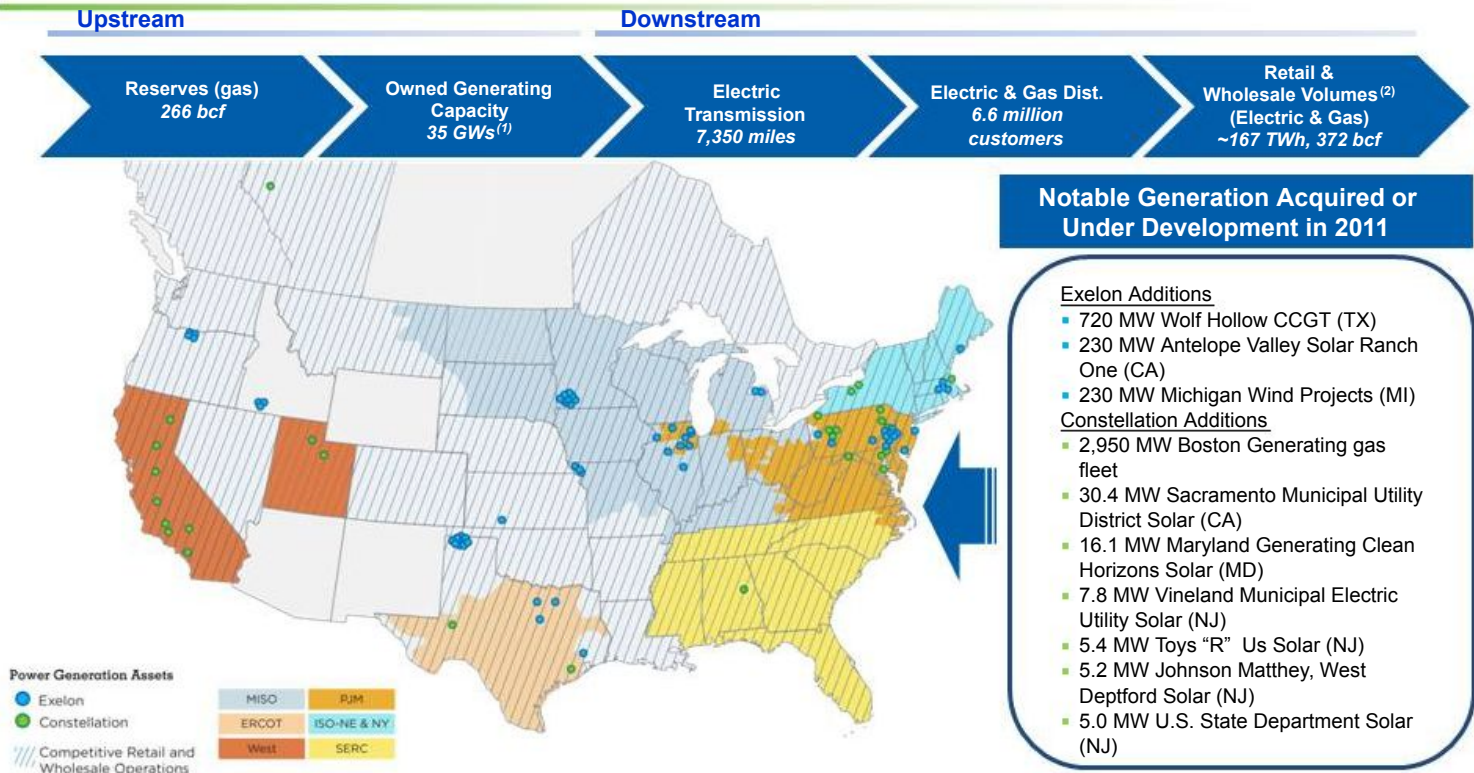 Upstream
Downstream
Reserves (gas)
266 bcf
Owned Generating
Capacity
35 GWs(1)
Electric
Transmission
7,350 miles
Electric & Gas Dist.
6.6 million
customers
Retail &
Wholesale Volumes(2)
(Electric & Gas)
~167 TWh, 372 bcf
Notable Generation Acquired or
Under Development in 2011
Exelon Additions
▪ 720 MW Wolf Hollow CCGT (TX)
▪ 230 MW Antelope Valley Solar Ranch
One (CA)
▪ 230 MW Michigan Wind Projects (MI)
Constellation Additions
▪ 2,950 MW Boston Generating gas
fleet
▪ 30.4 MW Sacramento Municipal Utility
District Solar (CA)
▪ 16.1 MW Maryland Generating Clean
Horizons Solar (MD)
▪ 7.8 MW Vineland Municipal Electric
Utility Solar (NJ)
▪ 5.4 MW Toys “R” Us Solar (NJ)
▪ 5.2 MW Johnson Matthey, West
Deptford Solar (NJ)
▪ 5.0 MW U.S. State Department Solar
(NJ)
Power Generation Assets
Exelon
Constellation
Competitive Retail and
Wholesale Operations
MISO
PJM
ERCOT
ISO-NE & NY
West
SERC